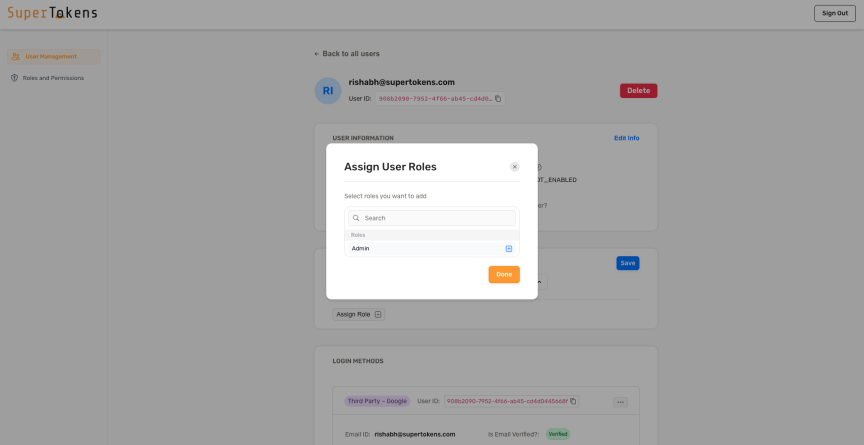 SuperTokens
Sign Out
User Management
Roles and Permissions
← Back to all users
RI
rishabh@supertokens.com
User ID: 908b2090-7952-4f66-ab45-cd4d0…
Delete
USER INFORMATION
Edit Info
OT_ENABLED
er?
Assign User Roles
Select roles you want to add
Search
Roles
Admin
Done
Save
Assign Role
LOGIN METHODS
Third Party - Google
User ID: 908b2090-7952-4f66-ab45-cd4d0445668f
...
Email ID: rishabh@supertokens.com
Is Email Verified?: Verified